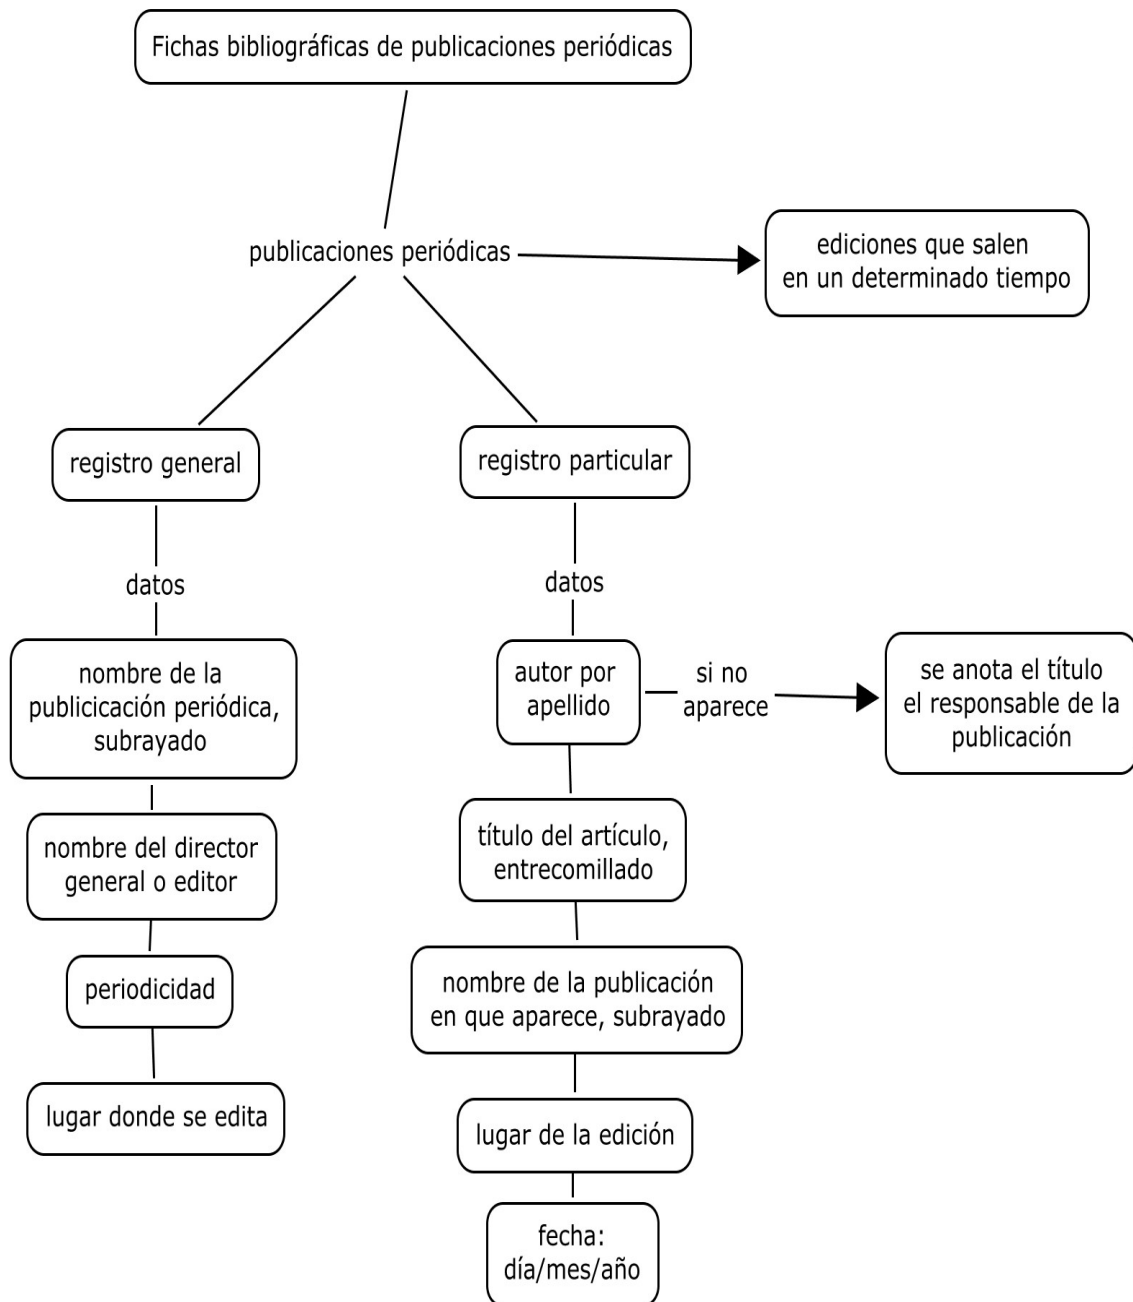 Fichas bibliográficas de publicaciones periódicas
publicaciones periódicas
ediciones que salen
en un determinado tiempo
registro general
datos
nombre de la
publicicación periódica,
subrayado
nombre del director
general o editor
periodicidad
lugar donde se edita
registro particular
datos
autor por
apellido
si no
aparece
se anota el título
el responsable de la
publicación
título del artículo,
entrecomillado
nombre de la publicación
en que aparece, subrayado
lugar de la edición
fecha:
día/mes/año